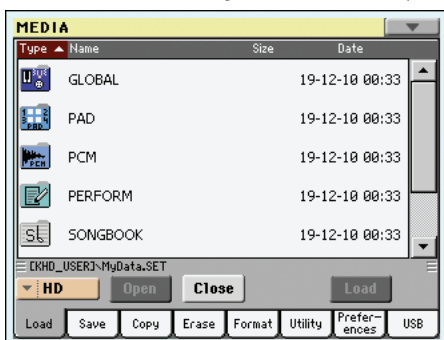 MEDIA
Type Name Size Date
GLOBAL 19-12-10 00:33
PAD 19-12-10 00:33
PCM 19-12-10 00:33
PERFORM 19-12-10 00:33
SONGBOOK 19-12-10 00:33
[KHD_USER]\MyData.SET
HD Open Close Load
Load Save Copy Erase Format Utility Prefer-ences USB